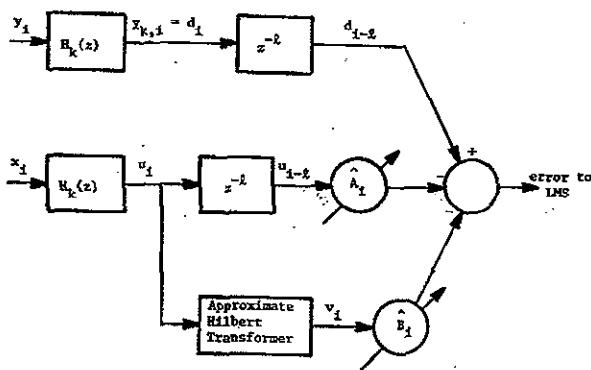 y_i
H_k(z)
y_{k,i} = d_i
z^{-ℓ}
d_{i-ℓ}
+
x_i
H_k(z)
u_i
z^{-ℓ}
u_{i-ℓ}
Â_i
-
error to
LMS
-
Approximate
Hilbert
Transformer
v_i
B̂_i